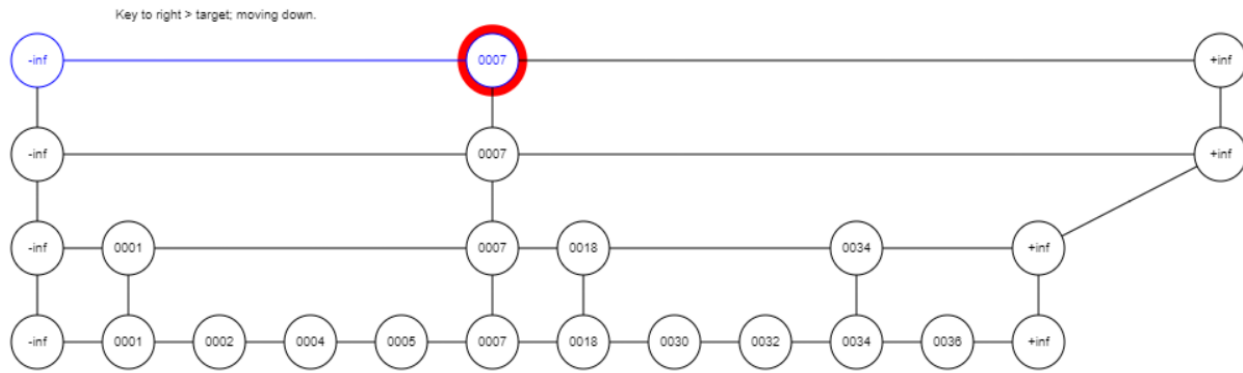 Key to right > target; moving down.
-inf 0007 +inf
-inf 0007 +inf
-inf 0001 0007 0018 0034 +inf
-inf 0001 0002 0004 0005 0007 0018 0030 0032 0034 0036 +inf